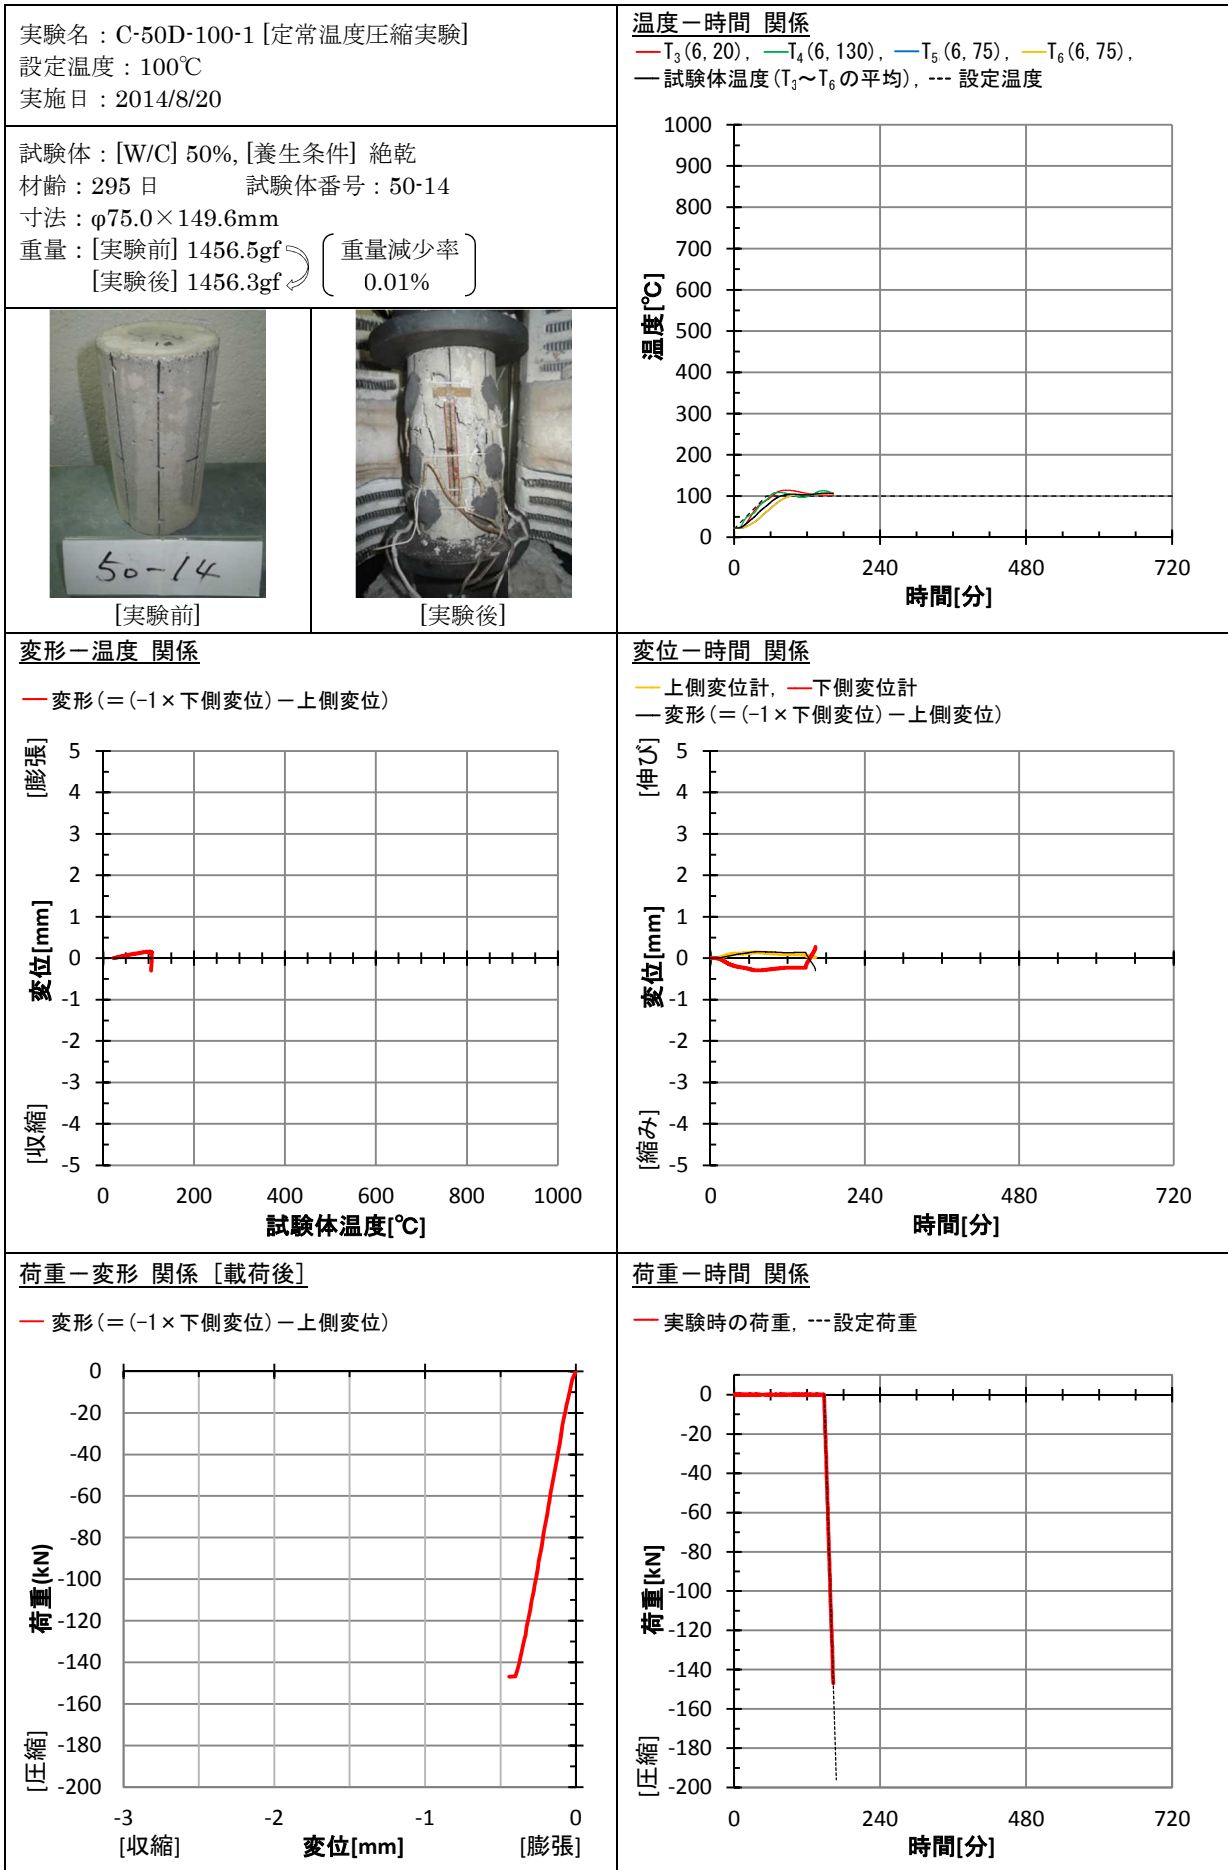 実験名：C-50D-100-1 [定常温度圧縮実験]
設定温度：100℃
実施日：2014/8/20
試験体：[W/C] 50%, [養生条件] 絶乾
材齢：295 日 試験体番号：50-14
寸法：φ75.0×149.6mm
重量：[実験前] 1456.5gf
[実験後] 1456.3gf
重量減少率
0.01%
50-14
[実験前]
[実験後]
温度－時間 関係
T3(6, 20), T4(6, 130), T5(6, 75), T6(6, 75),
試験体温度(T3～T6の平均), --- 設定温度
1000
900
800
700
600
500
400
300
200
100
0
温度[℃]
0 240 480 720
時間[分]
変形－温度 関係
変形(＝(-1×下側変位)－上側変位)
[膨張]
5
4
3
2
1
0
-1
-2
-3
-4
-5
変位[mm]
[収縮]
0 200 400 600 800 1000
試験体温度[℃]
変位－時間 関係
上側変位計, 下側変位計
変形(＝(-1×下側変位)－上側変位)
[伸び]
5
4
3
2
1
0
-1
-2
-3
-4
-5
変位[mm]
[縮み]
0 240 480 720
時間[分]
荷重－変形 関係 [載荷後]
変形(＝(-1×下側変位)－上側変位)
0
-20
-40
-60
-80
-100
-120
-140
-160
-180
-200
荷重(kN)
[圧縮]
-3 -2 -1 0
[収縮] 変位[mm] [膨張]
荷重－時間 関係
実験時の荷重, ---設定荷重
0
-20
-40
-60
-80
-100
-120
-140
-160
-180
-200
荷重[kN]
[圧縮]
0 240 480 720
時間[分]